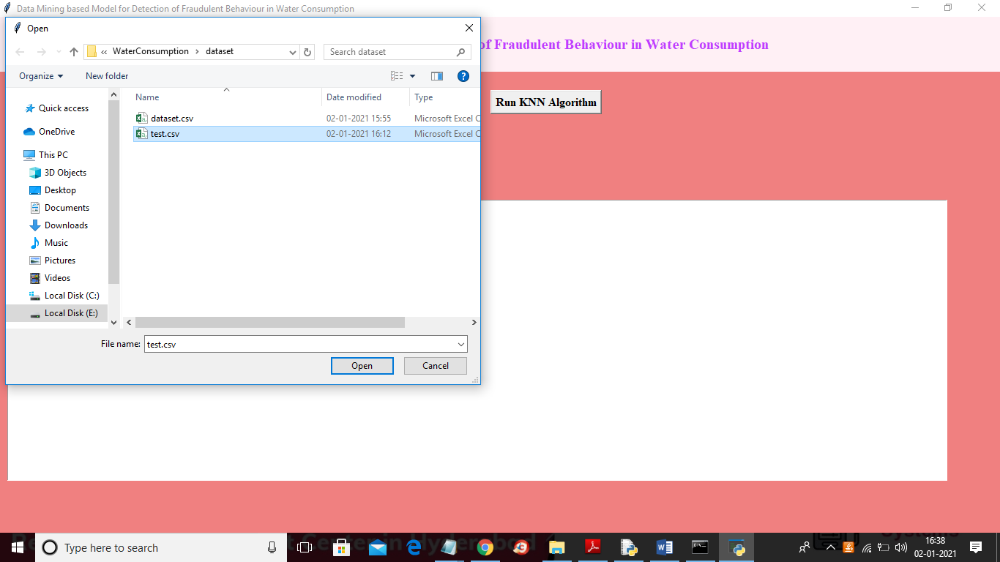 Data Mining based Model for Detection of Fraudulent Behaviour in Water Consumption
Open
of Fraudulent Behaviour in Water Consumption
« WaterConsumption > dataset
Search dataset
Organize
New folder
Run KNN Algorithm
Name
Date modified
Type
dataset.csv
02-01-2021 15:55
Microsoft Excel C
test.csv
02-01-2021 16:12
Microsoft Excel C
Quick access
OneDrive
This PC
3D Objects
Desktop
Documents
Downloads
Music
Pictures
Videos
Local Disk (C:)
Local Disk (E:)
File name: test.csv
Open
Cancel
Type here to search
16:38
02-01-2021